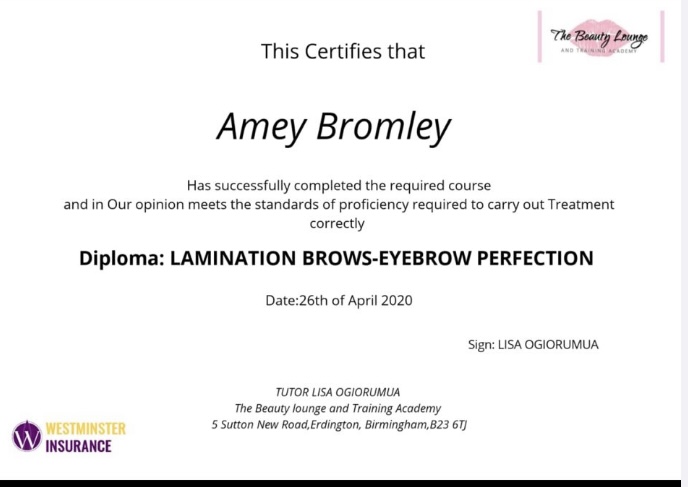 The Beauty Lounge
AND TRAINING ACADEMY
This Certifies that
Amey Bromley
Has successfully completed the required course
and in Our opinion meets the standards of proficiency required to carry out Treatment
correctly
Diploma: LAMINATION BROWS-EYEBROW PERFECTION
Date:26th of April 2020
Sign: LISA OGIORUMUA
TUTOR LISA OGIORUMUA
The Beauty lounge and Training Academy
5 Sutton New Road,Erdington, Birmingham,B23 6TJ
W WESTMINSTER
INSURANCE